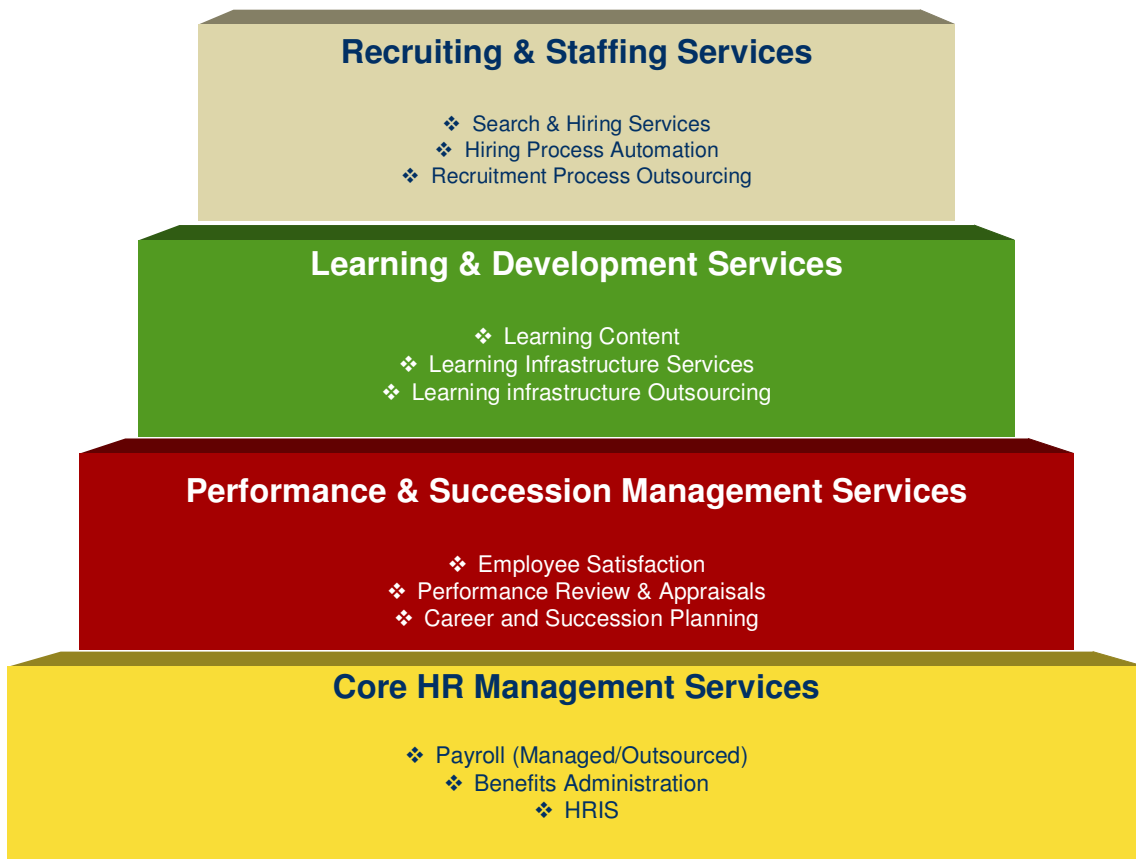 Recruiting & Staffing Services
❖ Search & Hiring Services
❖ Hiring Process Automation
❖ Recruitment Process Outsourcing
Learning & Development Services
❖ Learning Content
❖ Learning Infrastructure Services
❖ Learning infrastructure Outsourcing
Performance & Succession Management Services
❖ Employee Satisfaction
❖ Performance Review & Appraisals
❖ Career and Succession Planning
Core HR Management Services
❖ Payroll (Managed/Outsourced)
❖ Benefits Administration
❖ HRIS